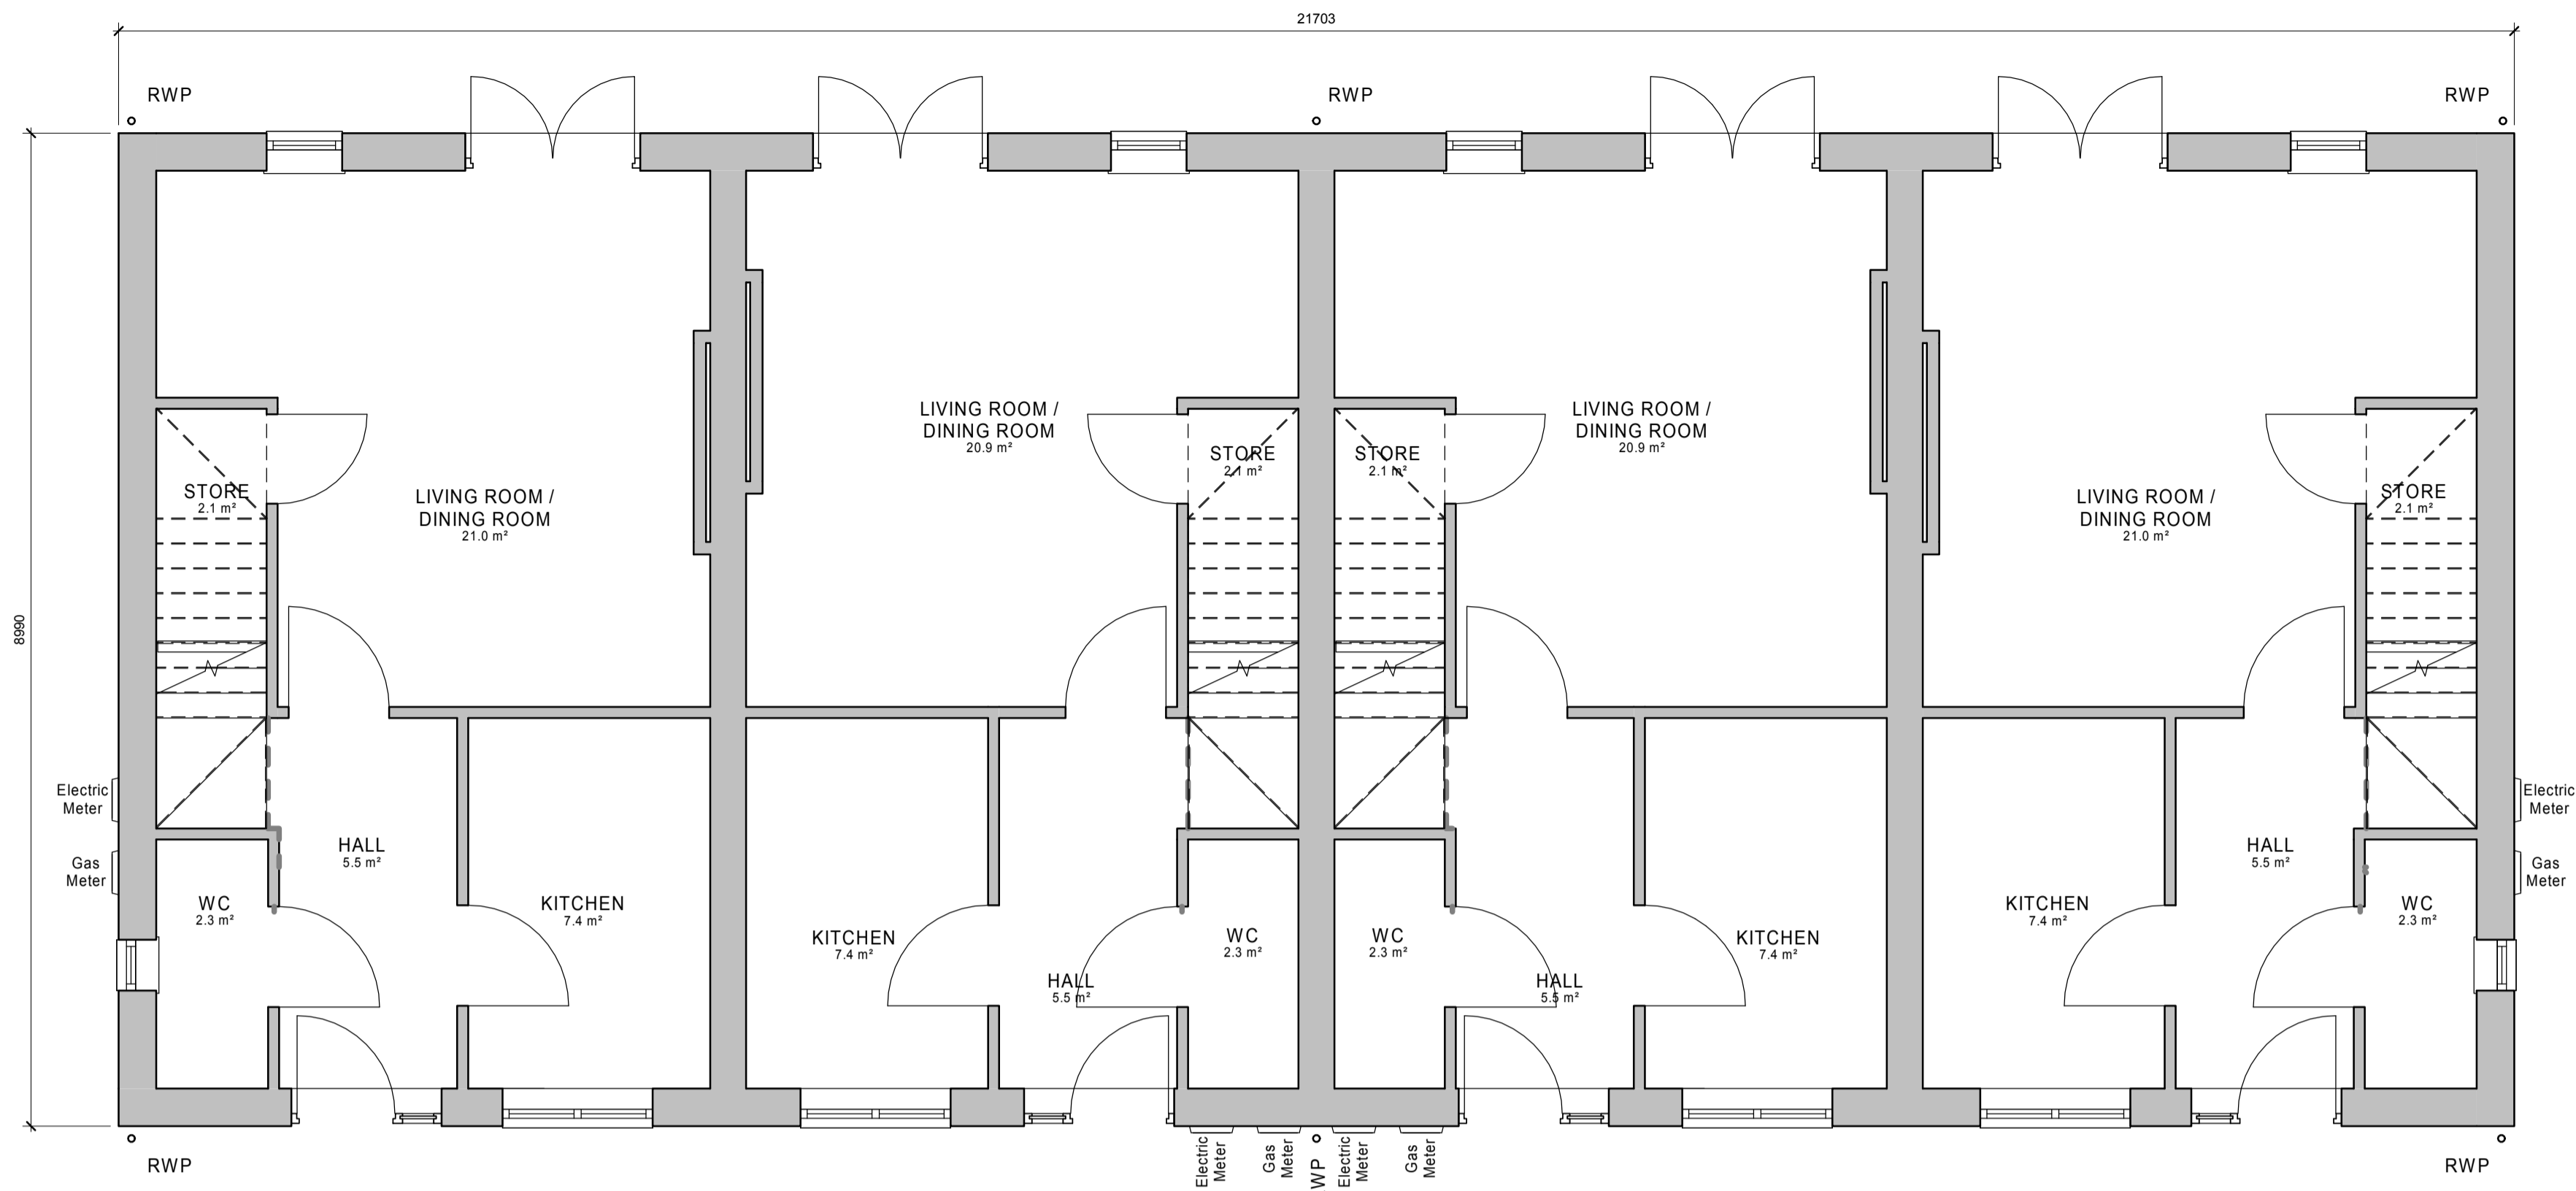 21703
RWP
RWP
RWP
8990
LIVING ROOM /
DINING ROOM
20.9 m²
LIVING ROOM /
DINING ROOM
20.9 m²
STORE
2.1 m²
STORE
2.1 m²
STORE
2.1 m²
LIVING ROOM /
DINING ROOM
21.0 m²
LIVING ROOM /
DINING ROOM
21.0 m²
STORE
2.1 m²
Electric
Meter
Gas
Meter
HALL
5.5 m²
WC
2.3 m²
KITCHEN
7.4 m²
KITCHEN
7.4 m²
HALL
5.5 m²
WC
2.3 m²
WC
2.3 m²
HALL
5.5 m²
KITCHEN
7.4 m²
KITCHEN
7.4 m²
HALL
5.5 m²
WC
2.3 m²
Electric
Meter
Gas
Meter
RWP
Electric
Meter
Gas
Meter
WP
Electric
Meter
Gas
Meter
RWP